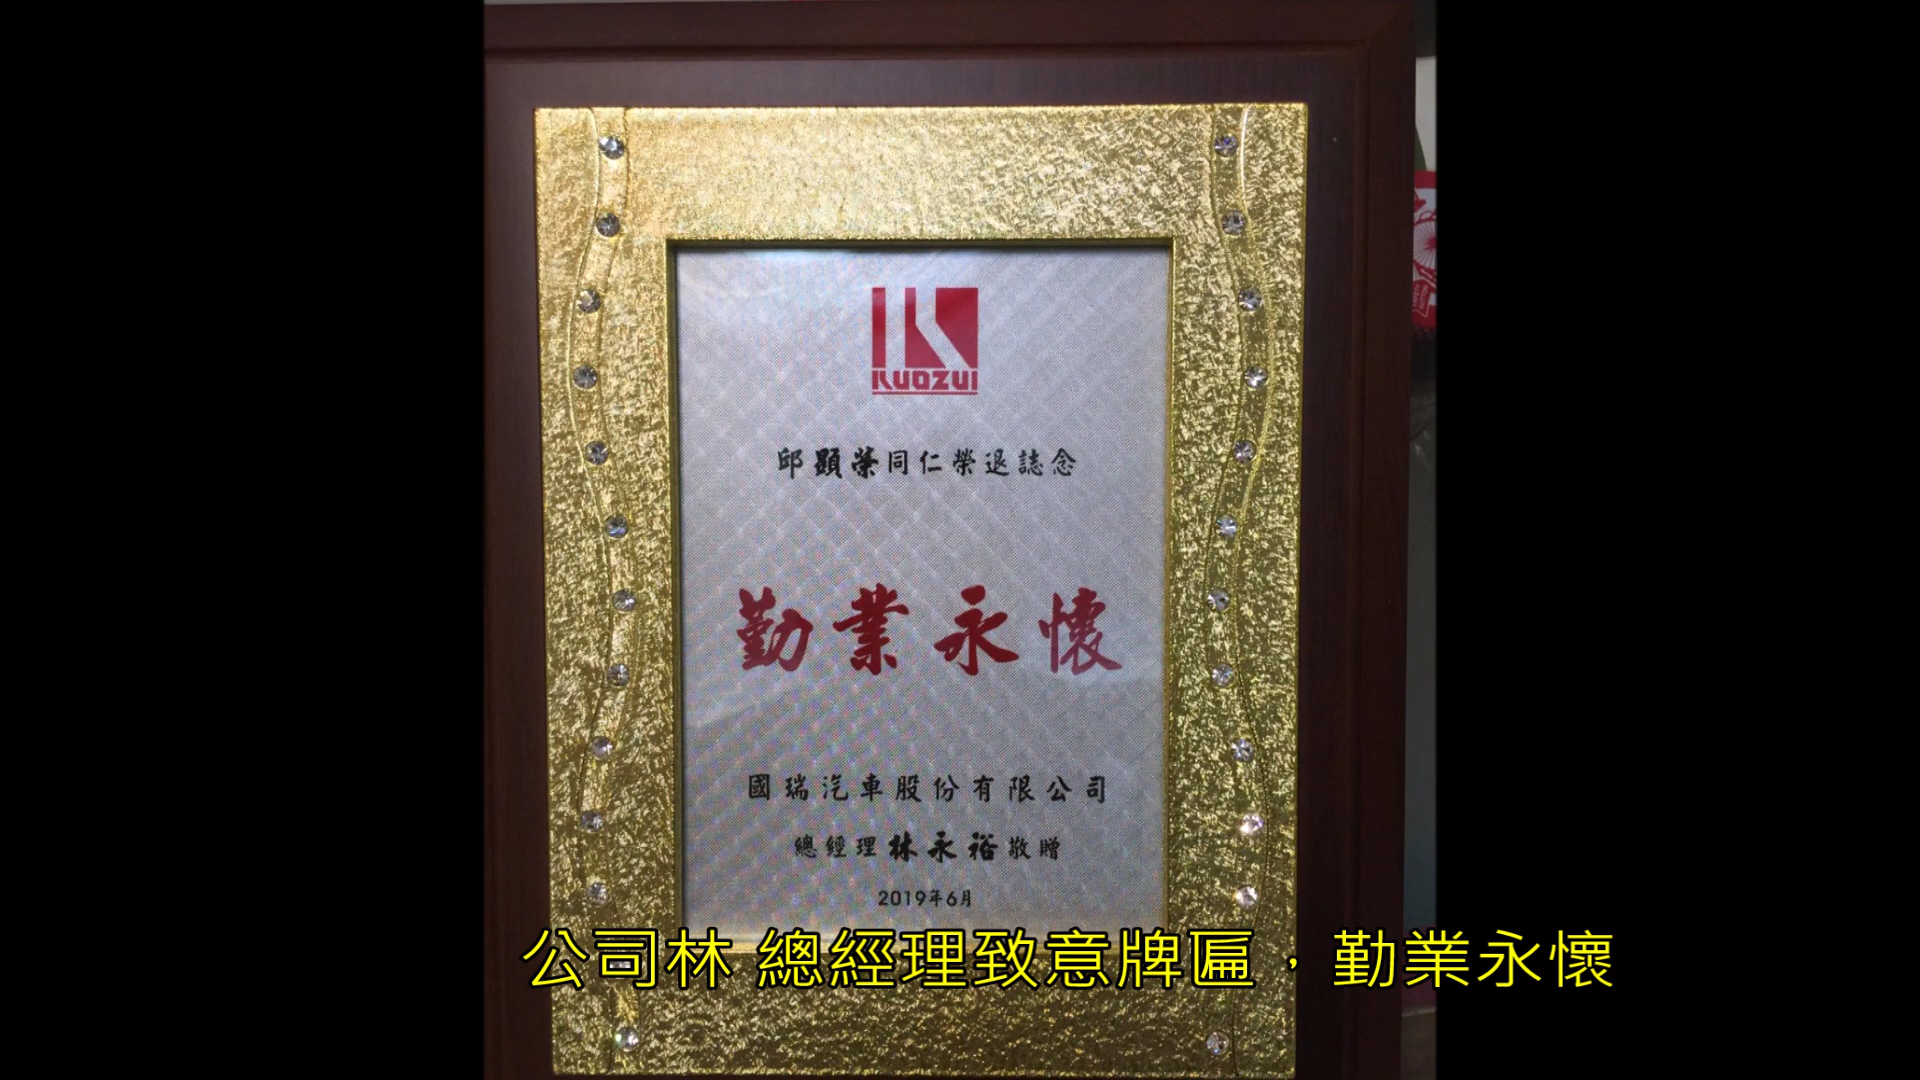 KUOZUI
邱顯榮同仁榮退誌念
勤業永懷
國瑞汽車股份有限公司
總經理林永裕敬贈
2019年6月
公司林 總經理致意牌匾，勤業永懷